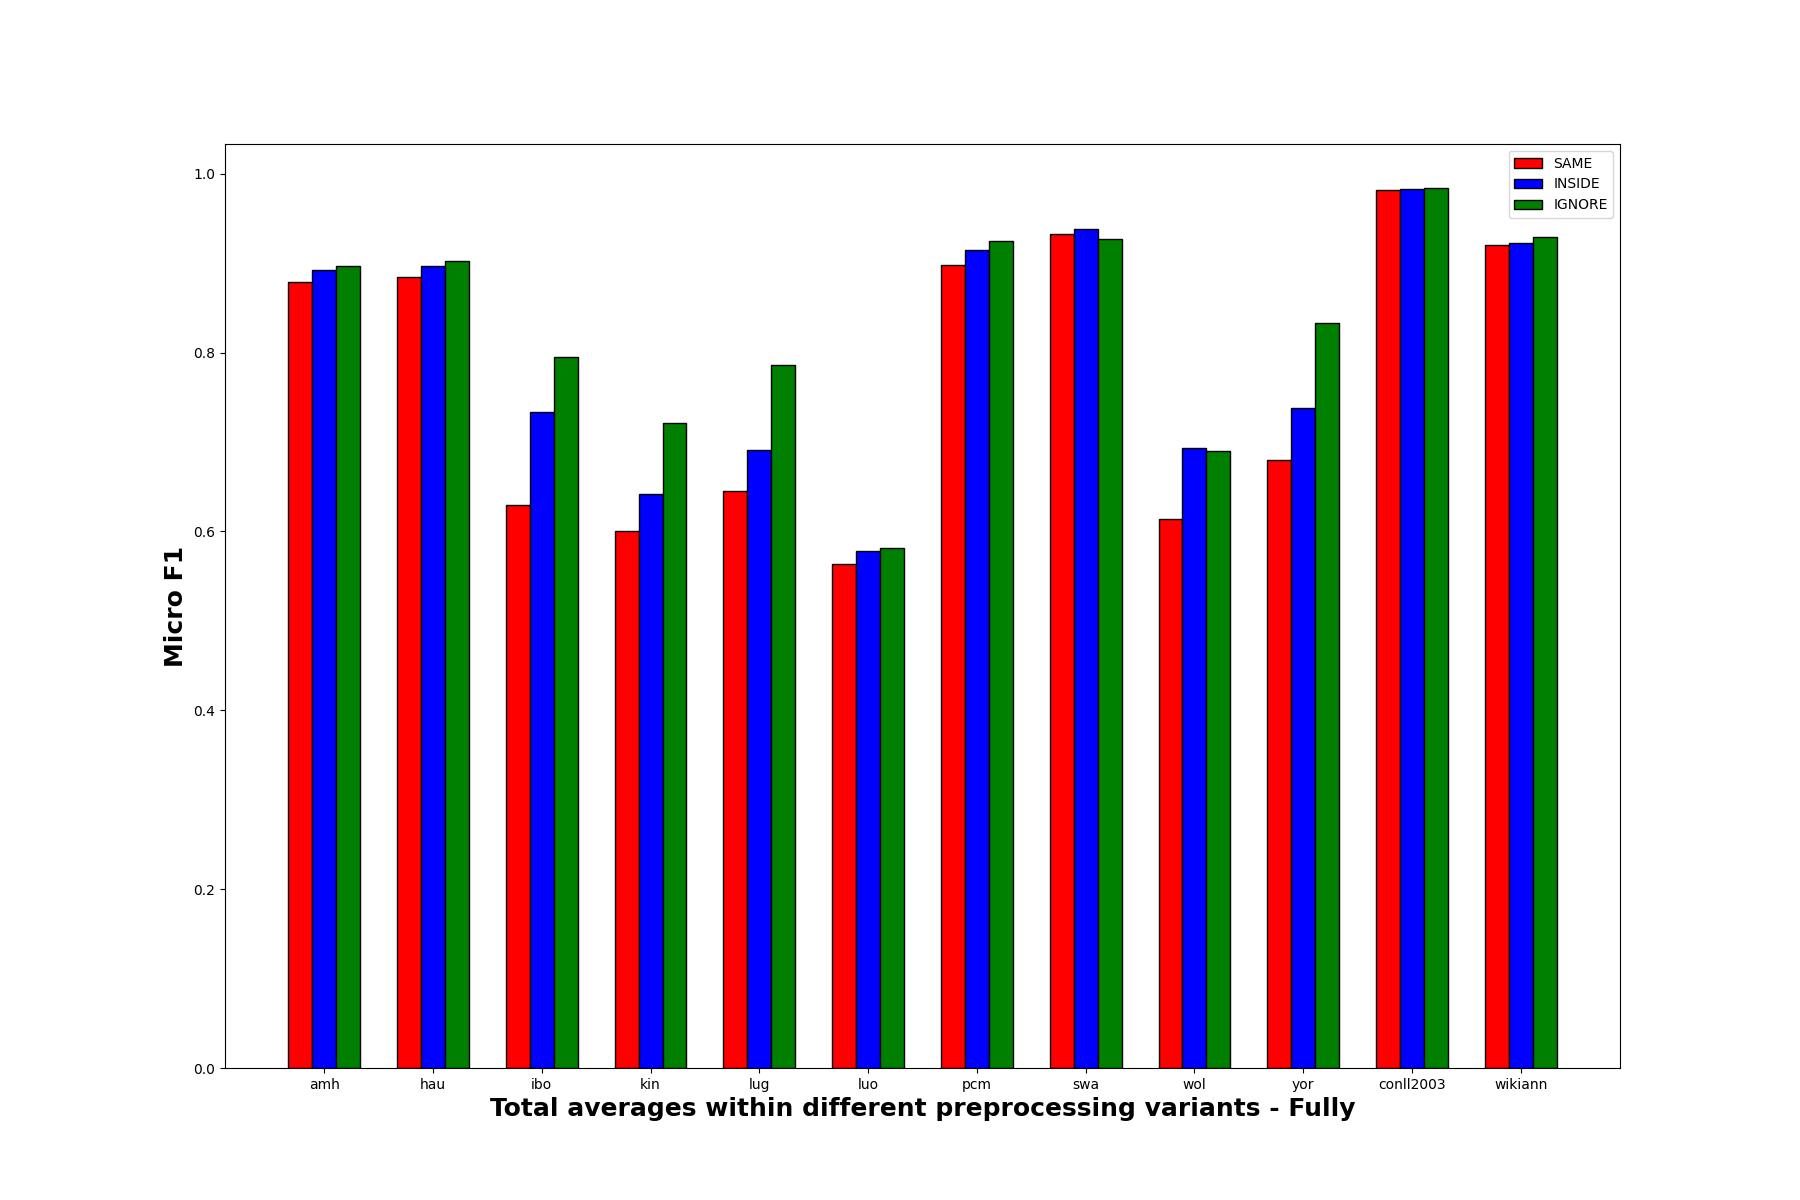 SAME
INSIDE
IGNORE
1.0
0.8
0.6
0.4
0.2
0.0
Micro F1
amh hau ibo kin lug luo pcm swa wol yor conll2003 wikiann
Total averages within different preprocessing variants - Fully